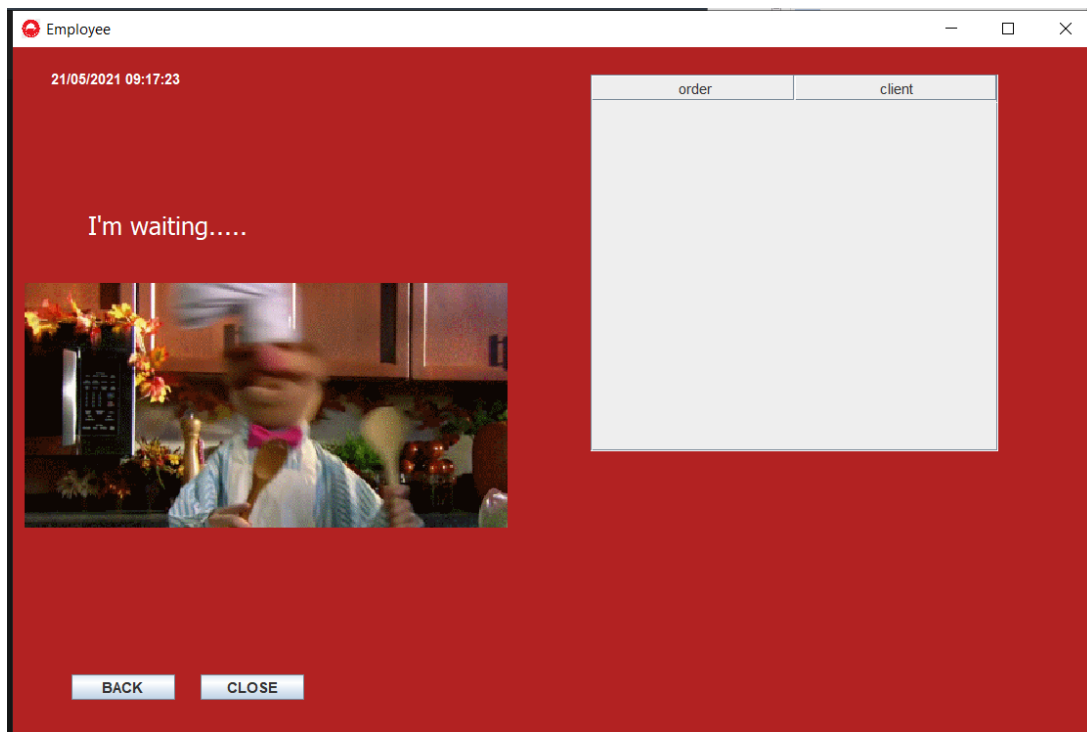 Employee
21/05/2021 09:17:23
order client
I'm waiting.....
BACK CLOSE